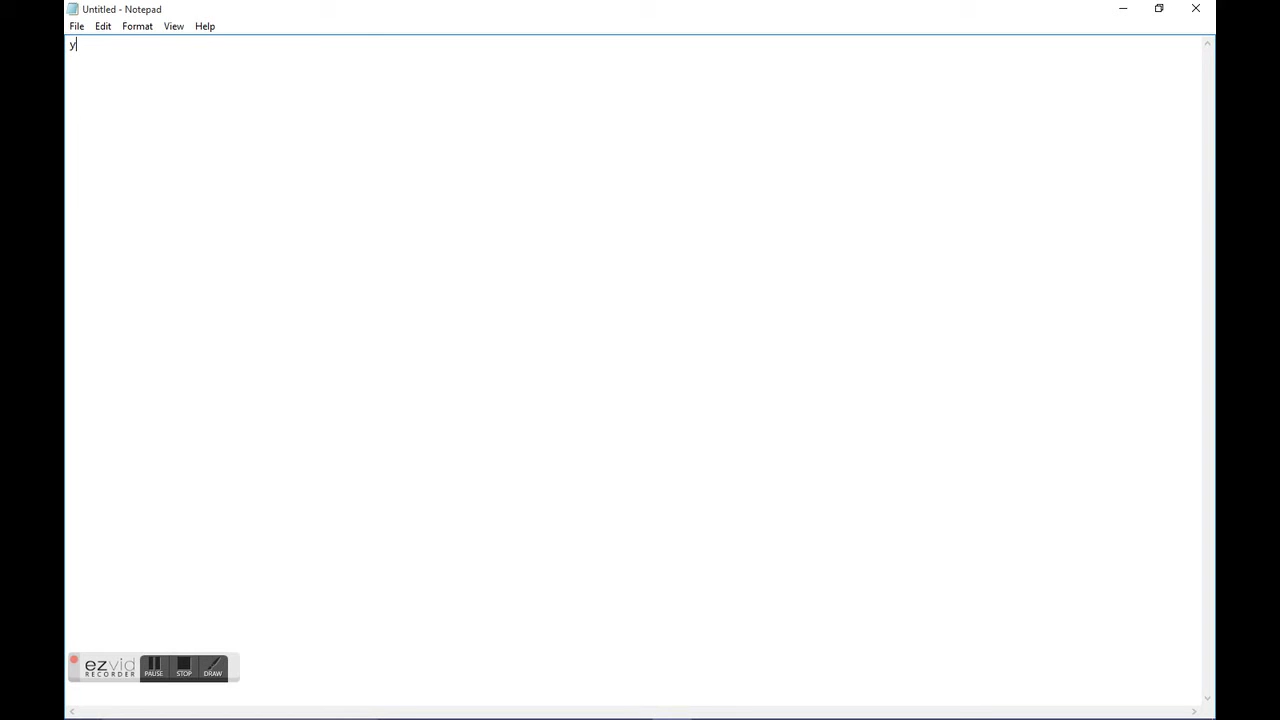 Untitled - Notepad
File Edit Format View Help
y
ezvid
RECORDER
PAUSE STOP DRAW